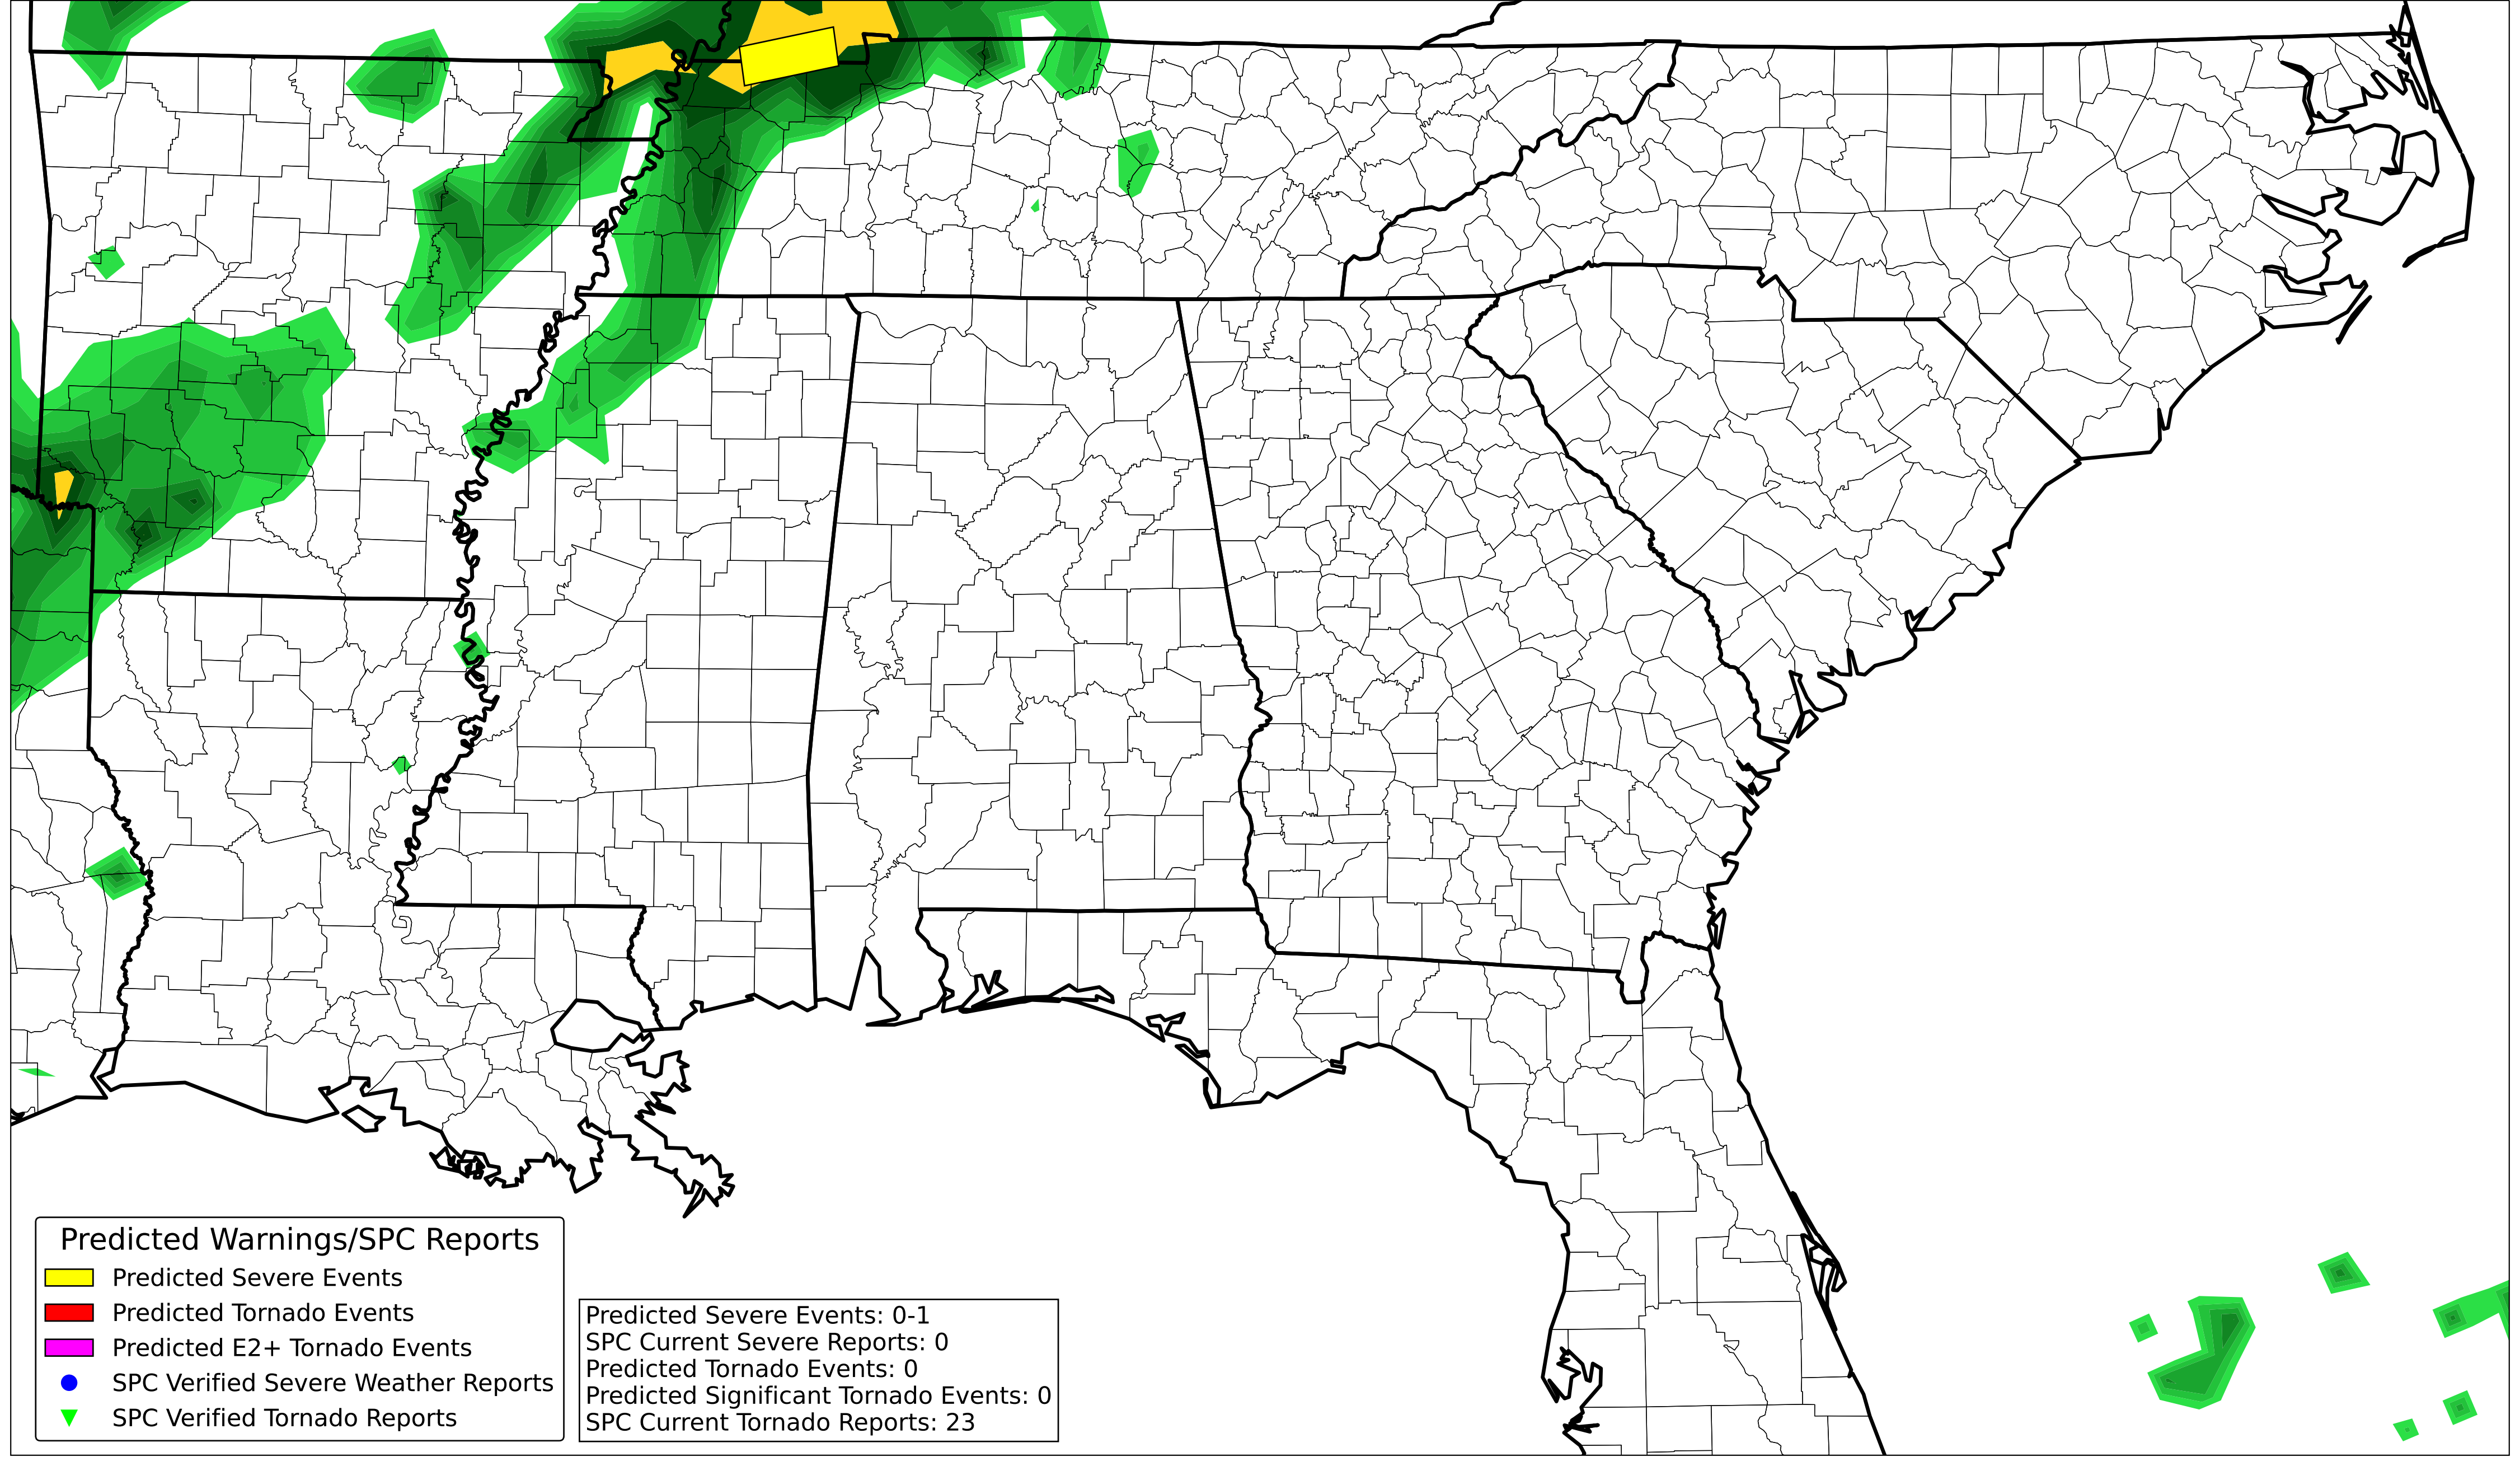 Predicted Warnings/SPC Reports
Predicted Severe Events
Predicted Tornado Events
Predicted E2+ Tornado Events
SPC Verified Severe Weather Reports
SPC Verified Tornado Reports
Predicted Severe Events: 0-1
SPC Current Severe Reports: 0
Predicted Tornado Events: 0
Predicted Significant Tornado Events: 0
SPC Current Tornado Reports: 23